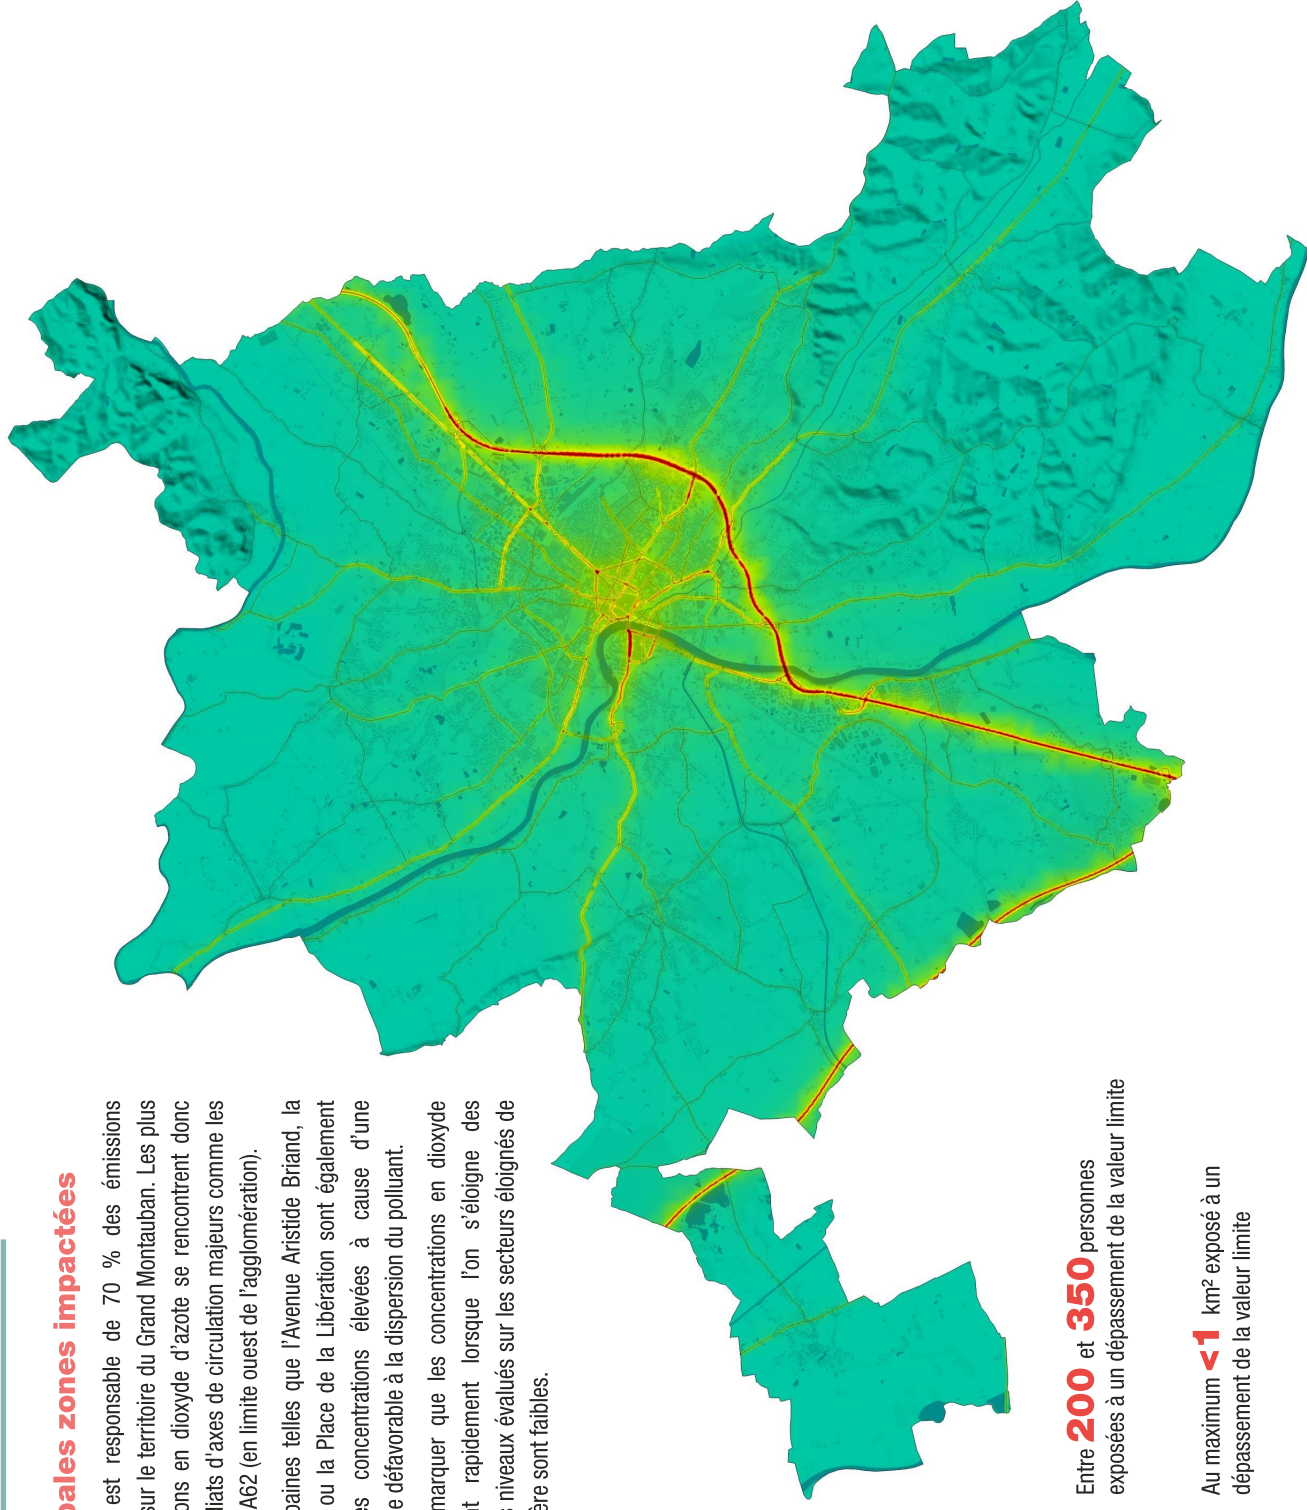 pales zones impactées
est responsable de 70 % des émissions
sur le territoire du Grand Montauban. Les plus
ons en dioxyde d'azote se rencontrent donc
liats d'axes de circulation majeurs comme les
A62 (en limite ouest de l'agglomération).
baines telles que l'Avenue Aristide Briand, la
ou la Place de la Libération sont également
es concentrations élevées à cause d'une
e défavorable à la dispersion du polluant.
marquer que les concentrations en dioxyde
nt rapidement lorsque l'on s'éloigne des
s niveaux évalués sur les secteurs éloignés de
ère sont faibles.
Entre 200 et 350 personnes
exposées à un dépassement de la valeur limite
Au maximum <1 km² exposé à un
dépassement de la valeur limite